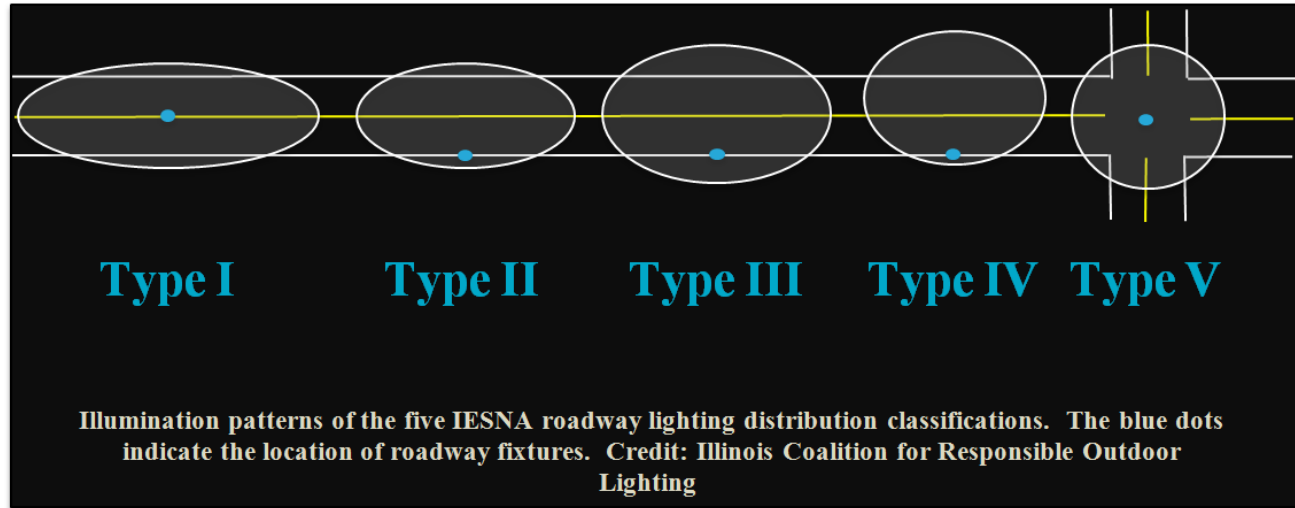 Type I Type II Type III Type IV Type V
Illumination patterns of the five IESNA roadway lighting distribution classifications. The blue dots
indicate the location of roadway fixtures. Credit: Illinois Coalition for Responsible Outdoor
Lighting